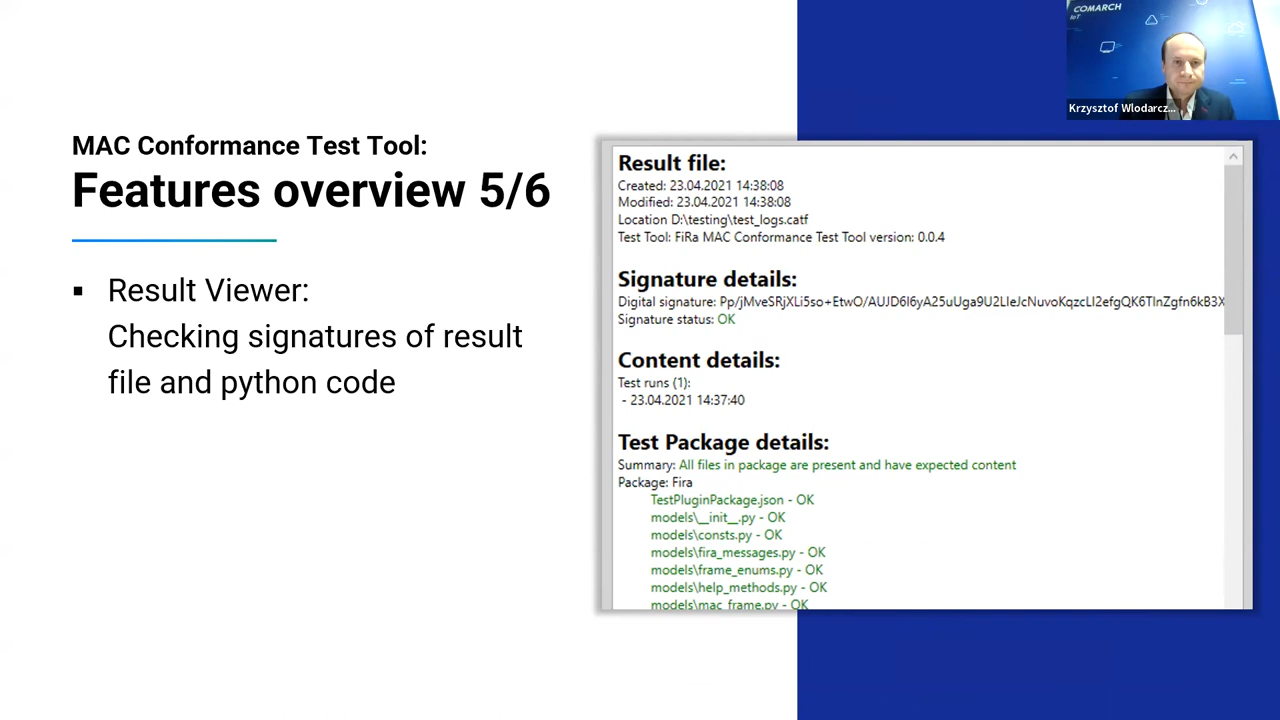 COMARCH
IoT
Krzysztof Wlodarcz...
MAC Conformance Test Tool:
Features overview 5/6
▪ Result Viewer:
Checking signatures of result
file and python code
Result file:
Created: 23.04.2021 14:38:08
Modified: 23.04.2021 14:38:08
Location D:\testing\test_logs.catf
Test Tool: FiRa MAC Conformance Test Tool version: 0.0.4
Signature details:
Digital signature:
Signature status: OK
Content details:
Test runs (1):
- 23.04.2021 14:37:40
Test Package details:
Summary: All files in package are present and have expected content
Package: Fira
TestPluginPackage.json - OK
models\__init__.py - OK
models\consts.py - OK
models\fira_messages.py - OK
models\frame_enums.py - OK
models\help_methods.py - OK
models\mac_frame.py - OK